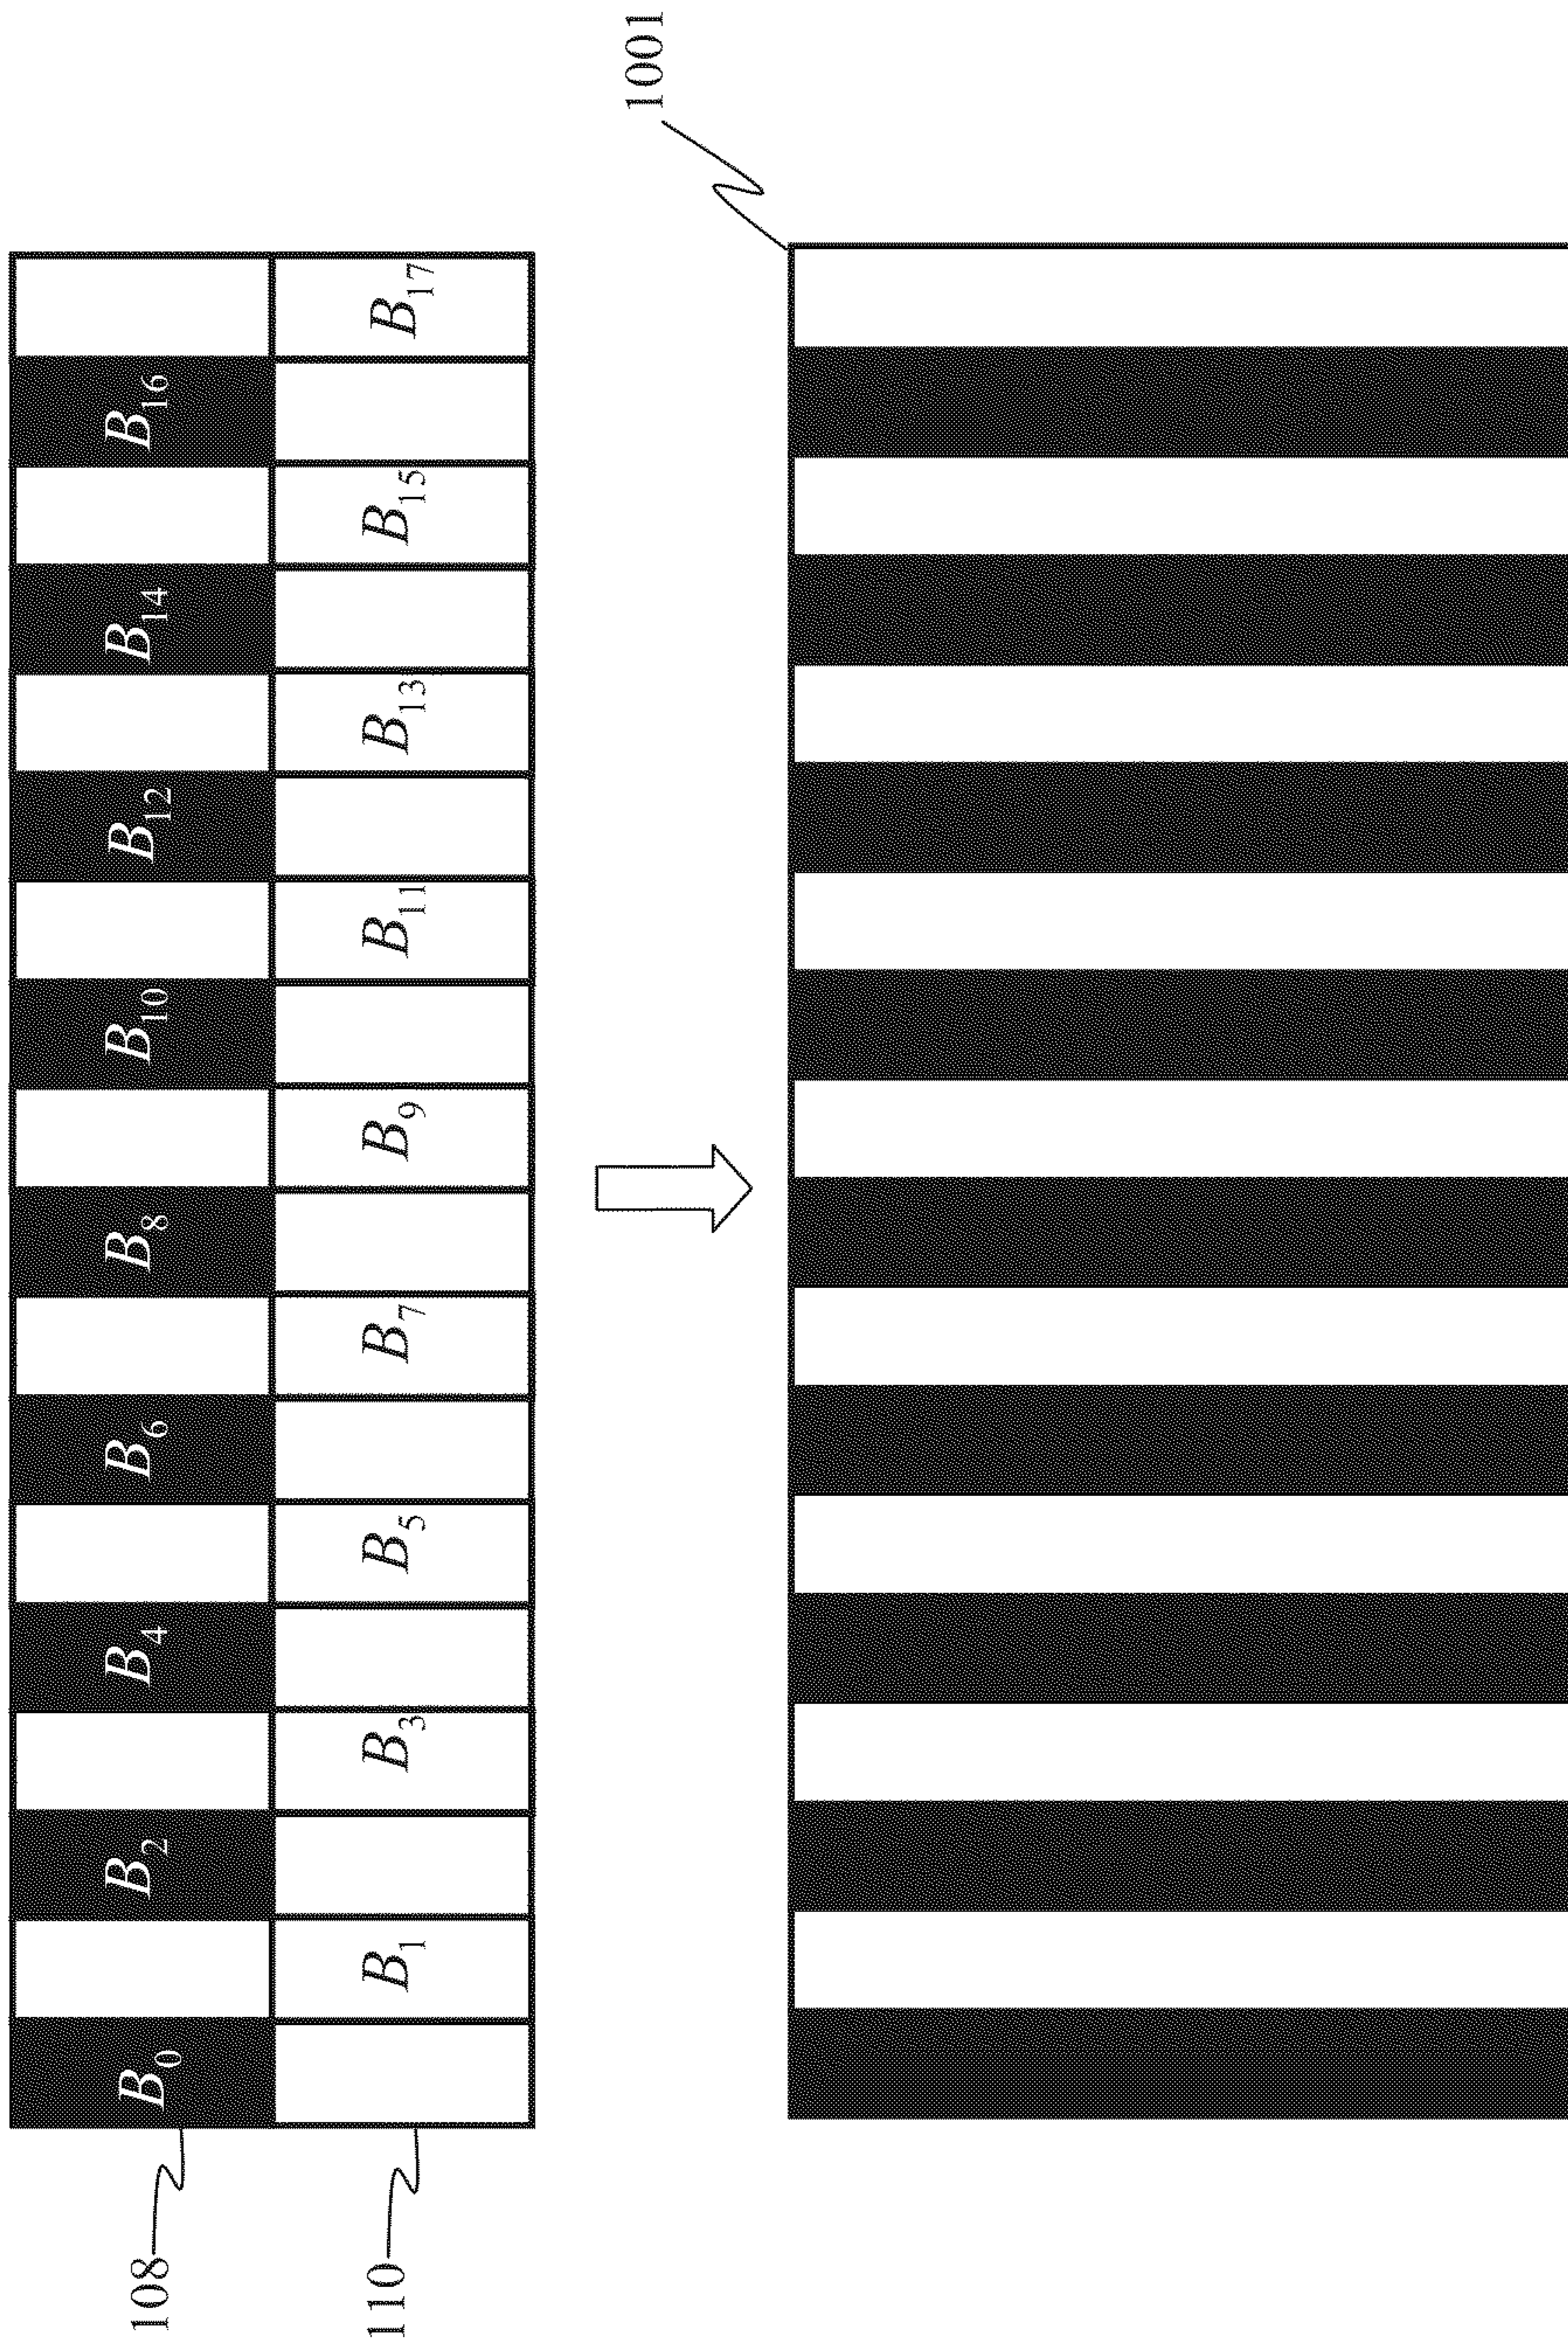 108
B₀ B₂ B₄ B₆ B₈ B₁₀ B₁₂ B₁₄ B₁₆
110
B₁ B₃ B₅ B₇ B₉ B₁₁ B₁₃ B₁₅ B₁₇
1001